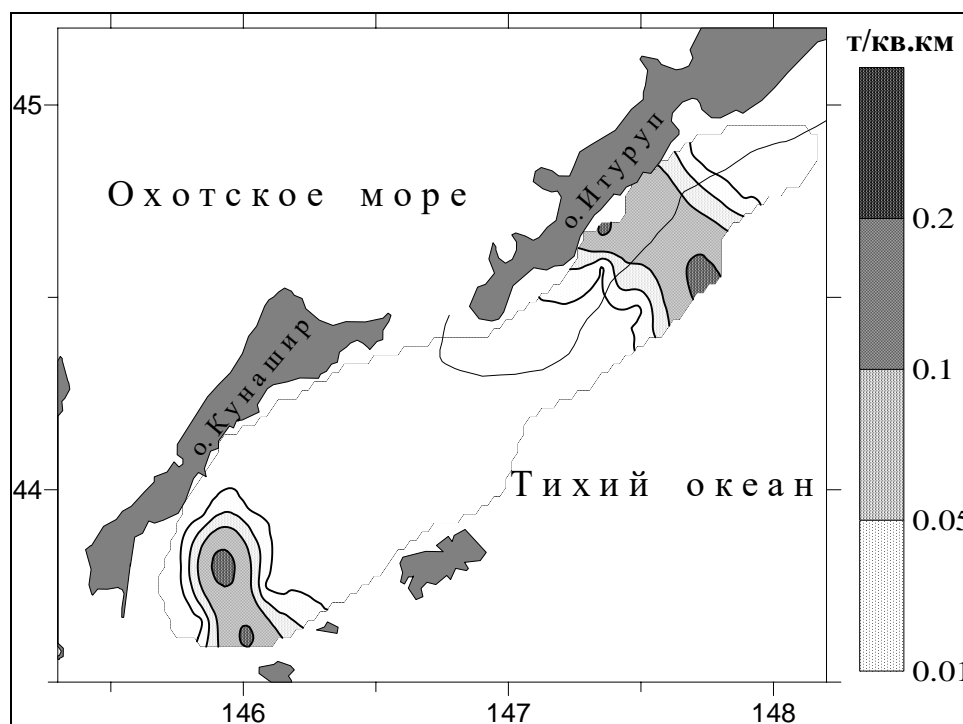 т/кв.км
45
Охотское море
о. Итуруп
0.2
о. Кунашир
0.1
44
Тихий океан
0.05
0.01
146
147
148